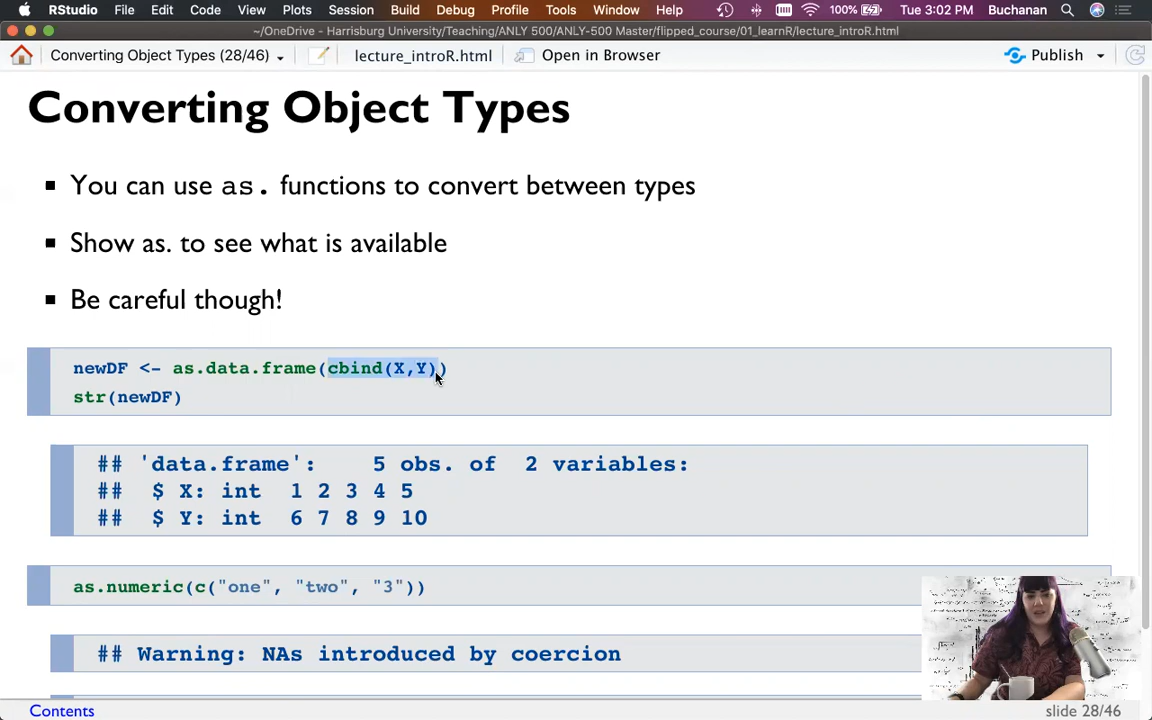 RStudio File Edit Code View Plots Session Build Debug Profile Tools Window Help 100% Tue 3:02 PM Buchanan
~/OneDrive - Harrisburg University/Teaching/ANLY 500/ANLY-500 Master/flipped_course/01_learnR/lecture_introR.html
Converting Object Types (28/46) lecture_introR.html Open in Browser Publish
Converting Object Types
You can use as. functions to convert between types
Show as. to see what is available
Be careful though!
newDF <- as.data.frame(cbind(X,Y))
str(newDF)
## 'data.frame': 5 obs. of 2 variables:
## $ X: int 1 2 3 4 5
## $ Y: int 6 7 8 9 10
as.numeric(c("one", "two", "3"))
## Warning: NAs introduced by coercion
Contents slide 28/46